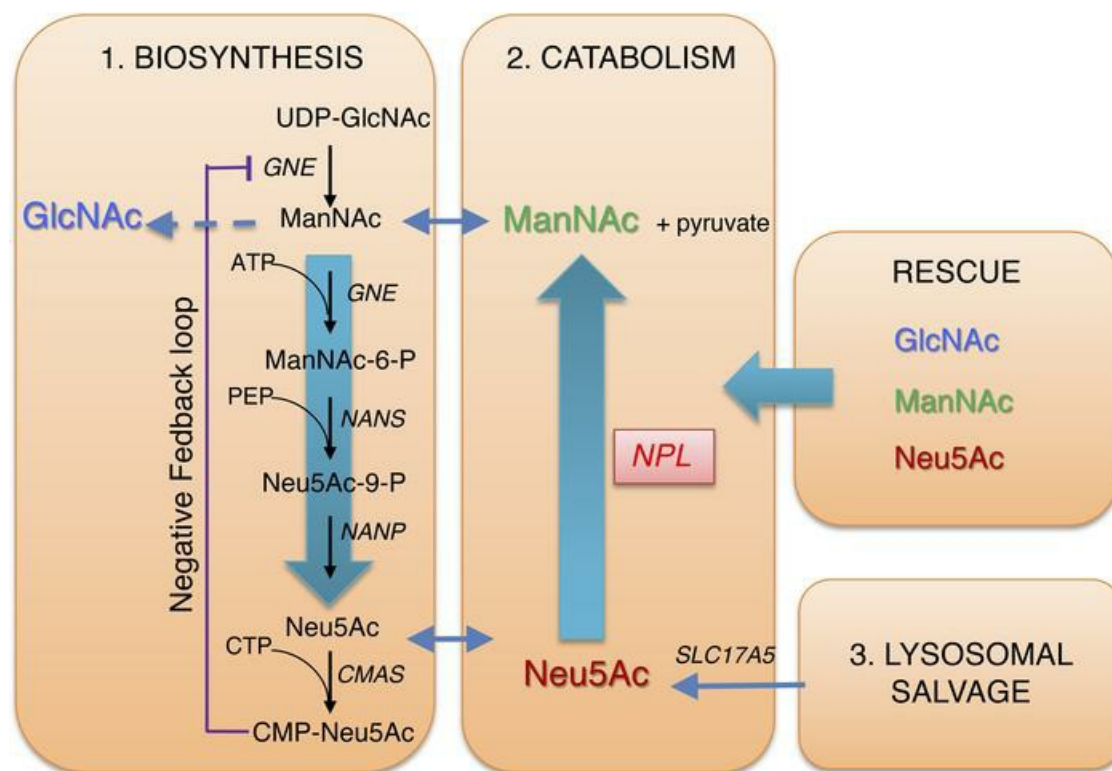 1. BIOSYNTHESIS
UDP-GlcNAc
GNE
GlcNAc
ManNAc
ATP
GNE
ManNAc-6-P
PEP
NANS
Neu5Ac-9-P
NANP
Neu5Ac
CTP
CMAS
CMP-Neu5Ac
Negative Fedback loop
2. CATABOLISM
ManNAc + pyruvate
NPL
Neu5Ac
SLC17A5
RESCUE
GlcNAc
ManNAc
Neu5Ac
3. LYSOSOMAL
SALVAGE